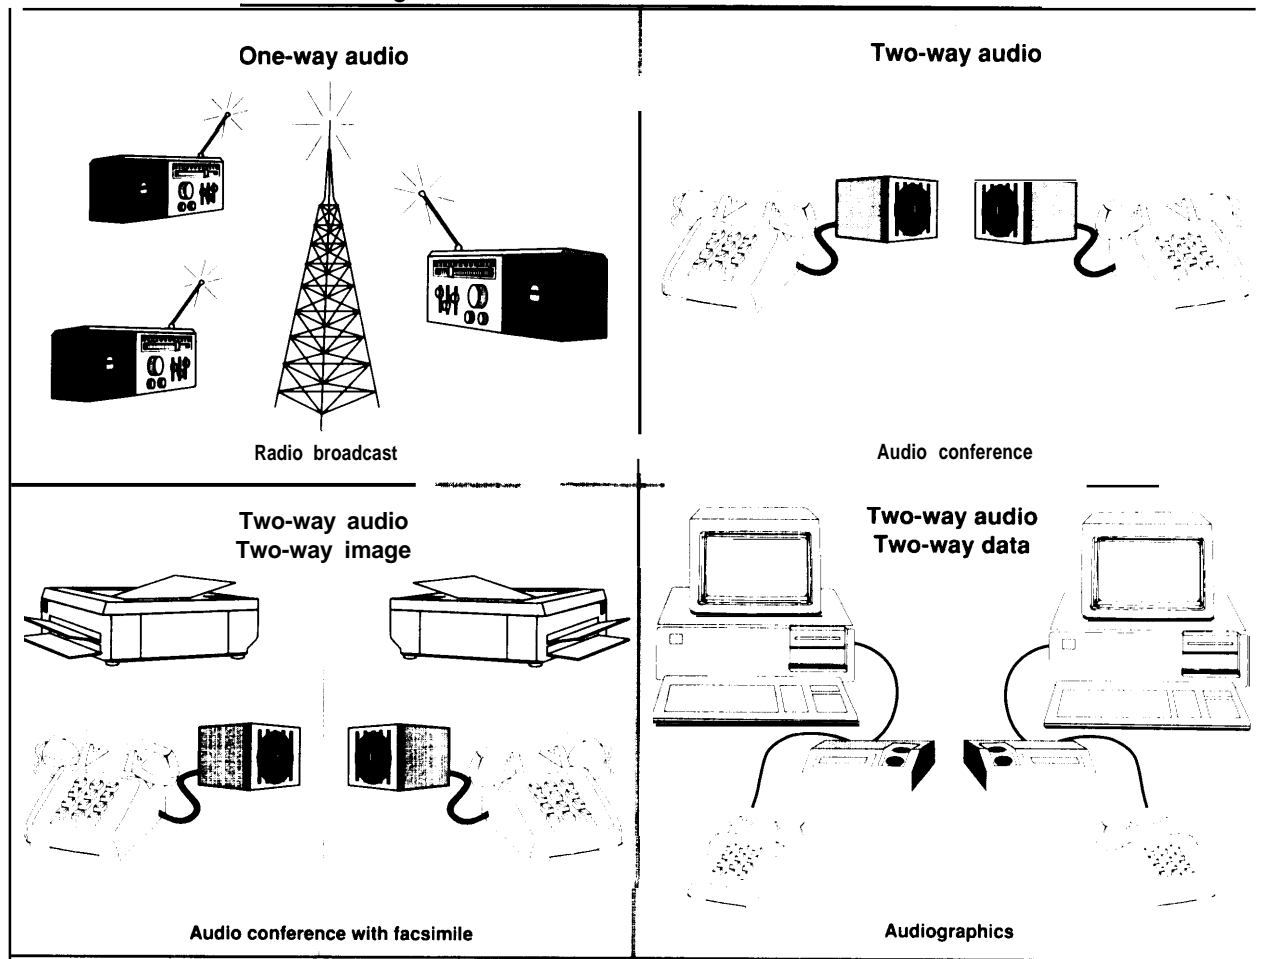 One-way audio
Radio broadcast
Two-way audio
Audio conference
Two-way audio
Two-way image
Audio conference with facsimile
Two-way audio
Two-way data
Audiographics